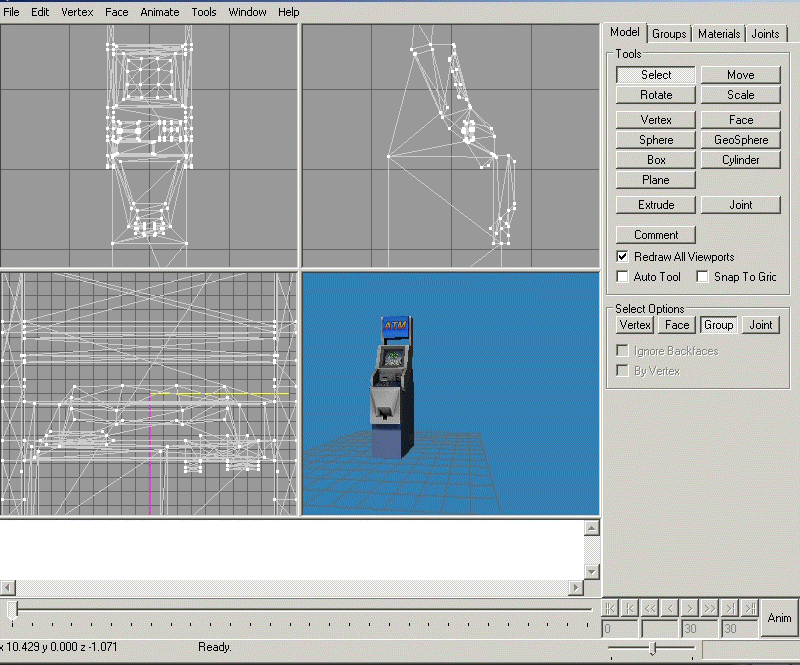 File Edit Vertex Face Animate Tools Window Help
Model Groups Materials Joints
Tools
Select Move
Rotate Scale
Vertex Face
Sphere GeoSphere
Box Cylinder
Plane
Extrude Joint
Comment
Redraw All Viewports
Auto Tool Snap To Gric
Select Options
Vertex Face Group Joint
Ignore Backfaces
By Vertex
ATM
0 30 30
Anim
x 10.429 y 0.000 z -1.071 Ready.